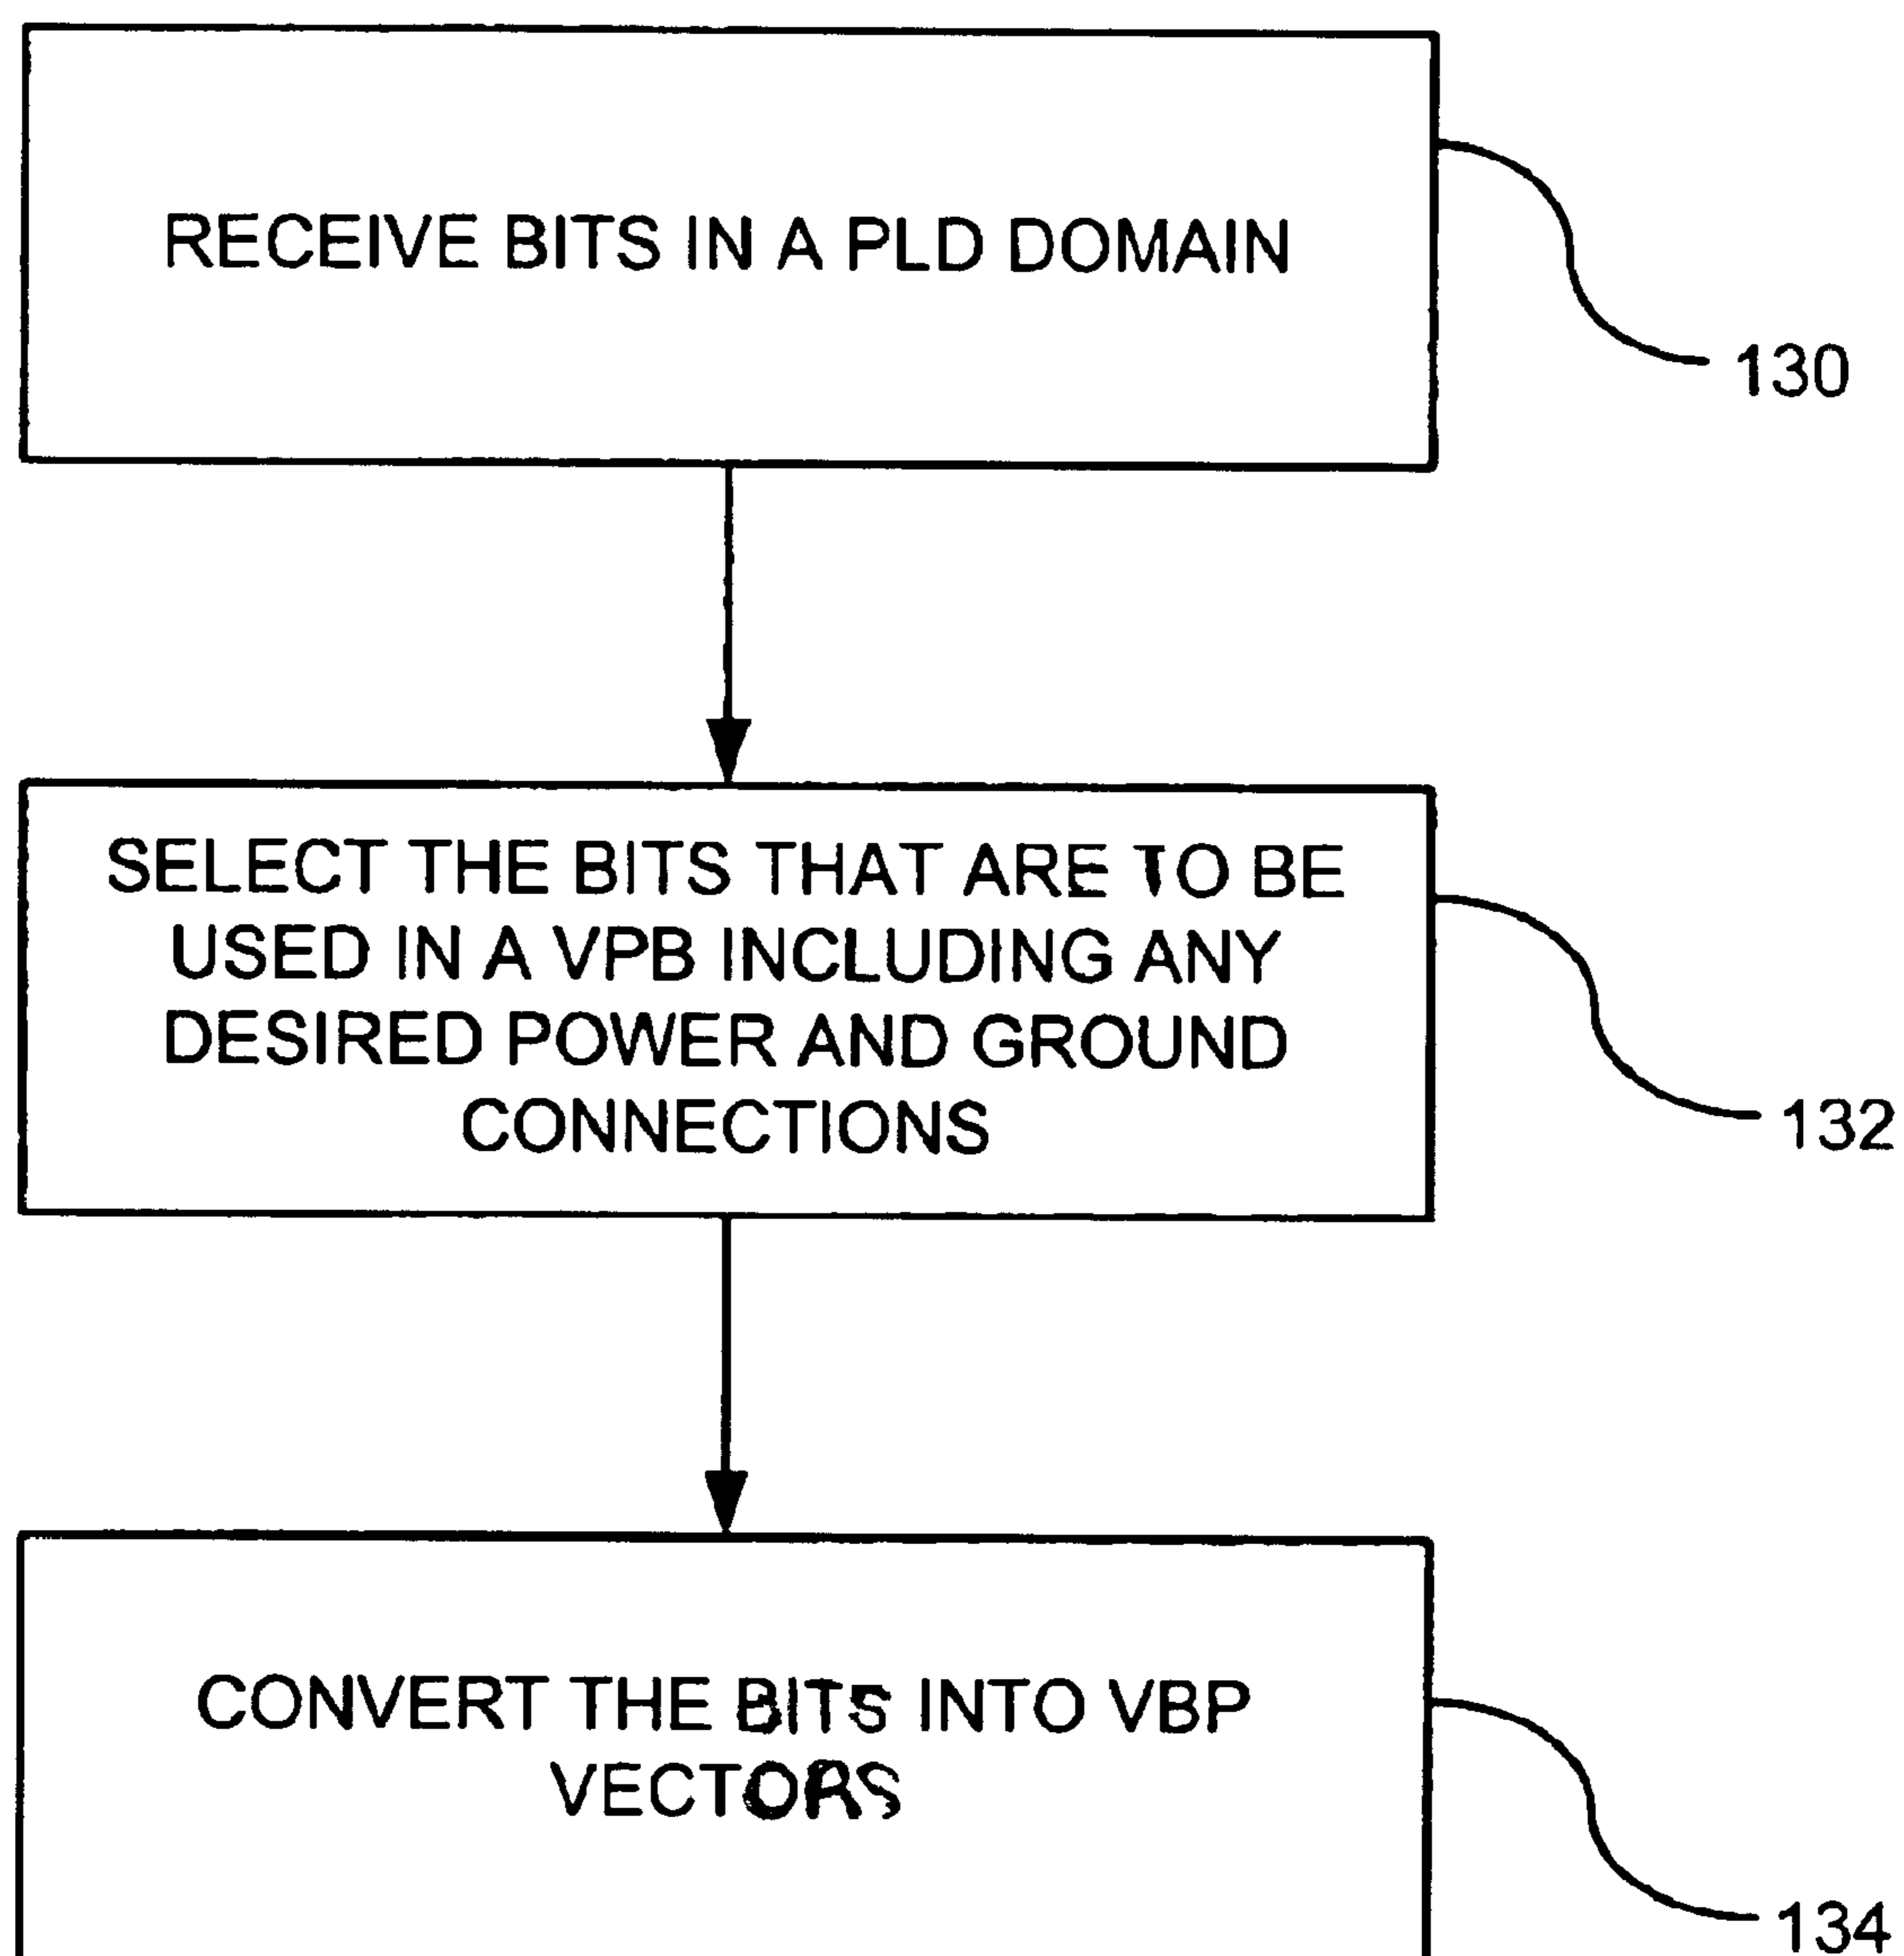 RECEIVE BITS IN A PLD DOMAIN
130
SELECT THE BITS THAT ARE TO BE
USED IN A VPB INCLUDING ANY
DESIRED POWER AND GROUND
CONNECTIONS
132
CONVERT THE BITS INTO VBP
VECTORS
134